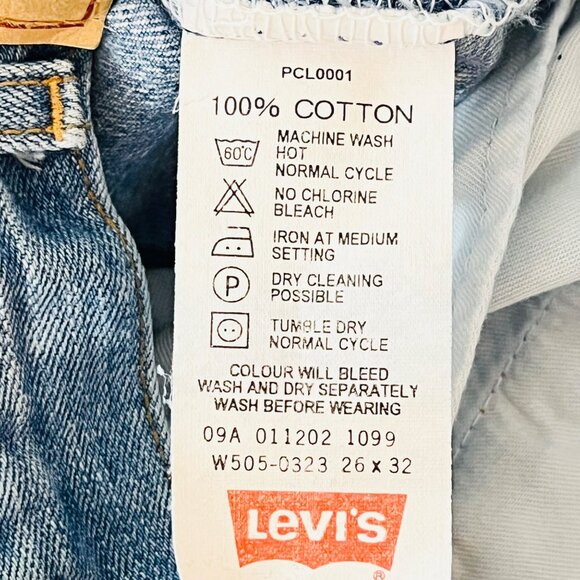 PCL0001
100% COTTON
60°C
MACHINE WASH
HOT
NORMAL CYCLE
NO CHLORINE
BLEACH
IRON AT MEDIUM
SETTING
P
DRY CLEANING
POSSIBLE
TUMBLE DRY
NORMAL CYCLE
COLOUR WILL BLEED
WASH AND DRY SEPARATELY
WASH BEFORE WEARING
09A 011202 1099
W505-0323 26 x 32
Levi's
®